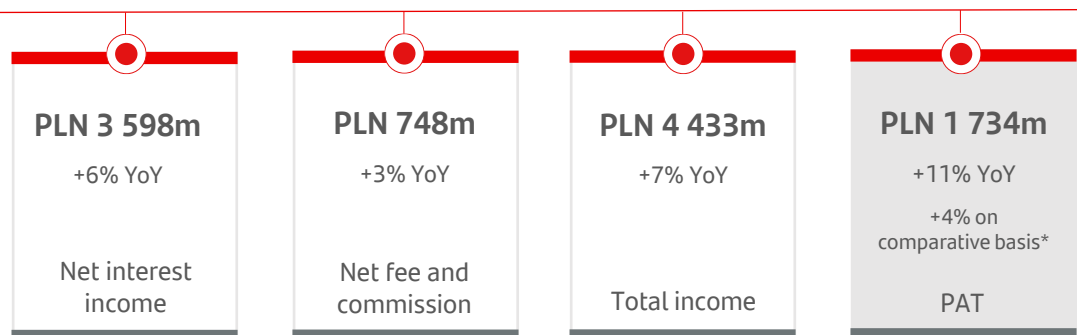 PLN 3 598m
+6% YoY
Net interest
income
PLN 748m
+3% YoY
Net fee and
commission
PLN 4 433m
+7% YoY
Total income
PLN 1 734m
+11% YoY
+4% on
comparative basis*
PAT